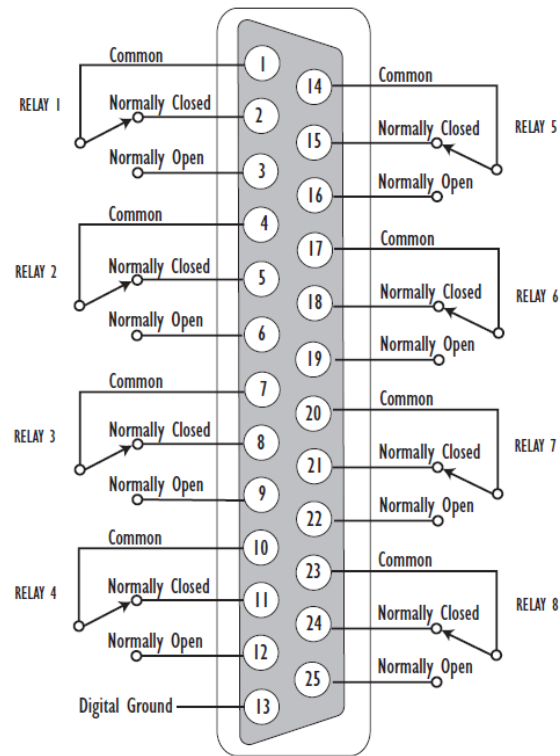 Common
1
RELAY 1
Normally Closed
2
Normally Open
3
Common
4
RELAY 2
Normally Closed
5
Normally Open
6
Common
7
RELAY 3
Normally Closed
8
Normally Open
9
Common
10
RELAY 4
Normally Closed
11
Normally Open
12
Digital Ground
13
14
Common
15
Normally Closed
RELAY 5
16
Normally Open
17
Common
18
Normally Closed
RELAY 6
19
Normally Open
20
Common
21
Normally Closed
RELAY 7
22
Normally Open
23
Common
24
Normally Closed
RELAY 8
25
Normally Open